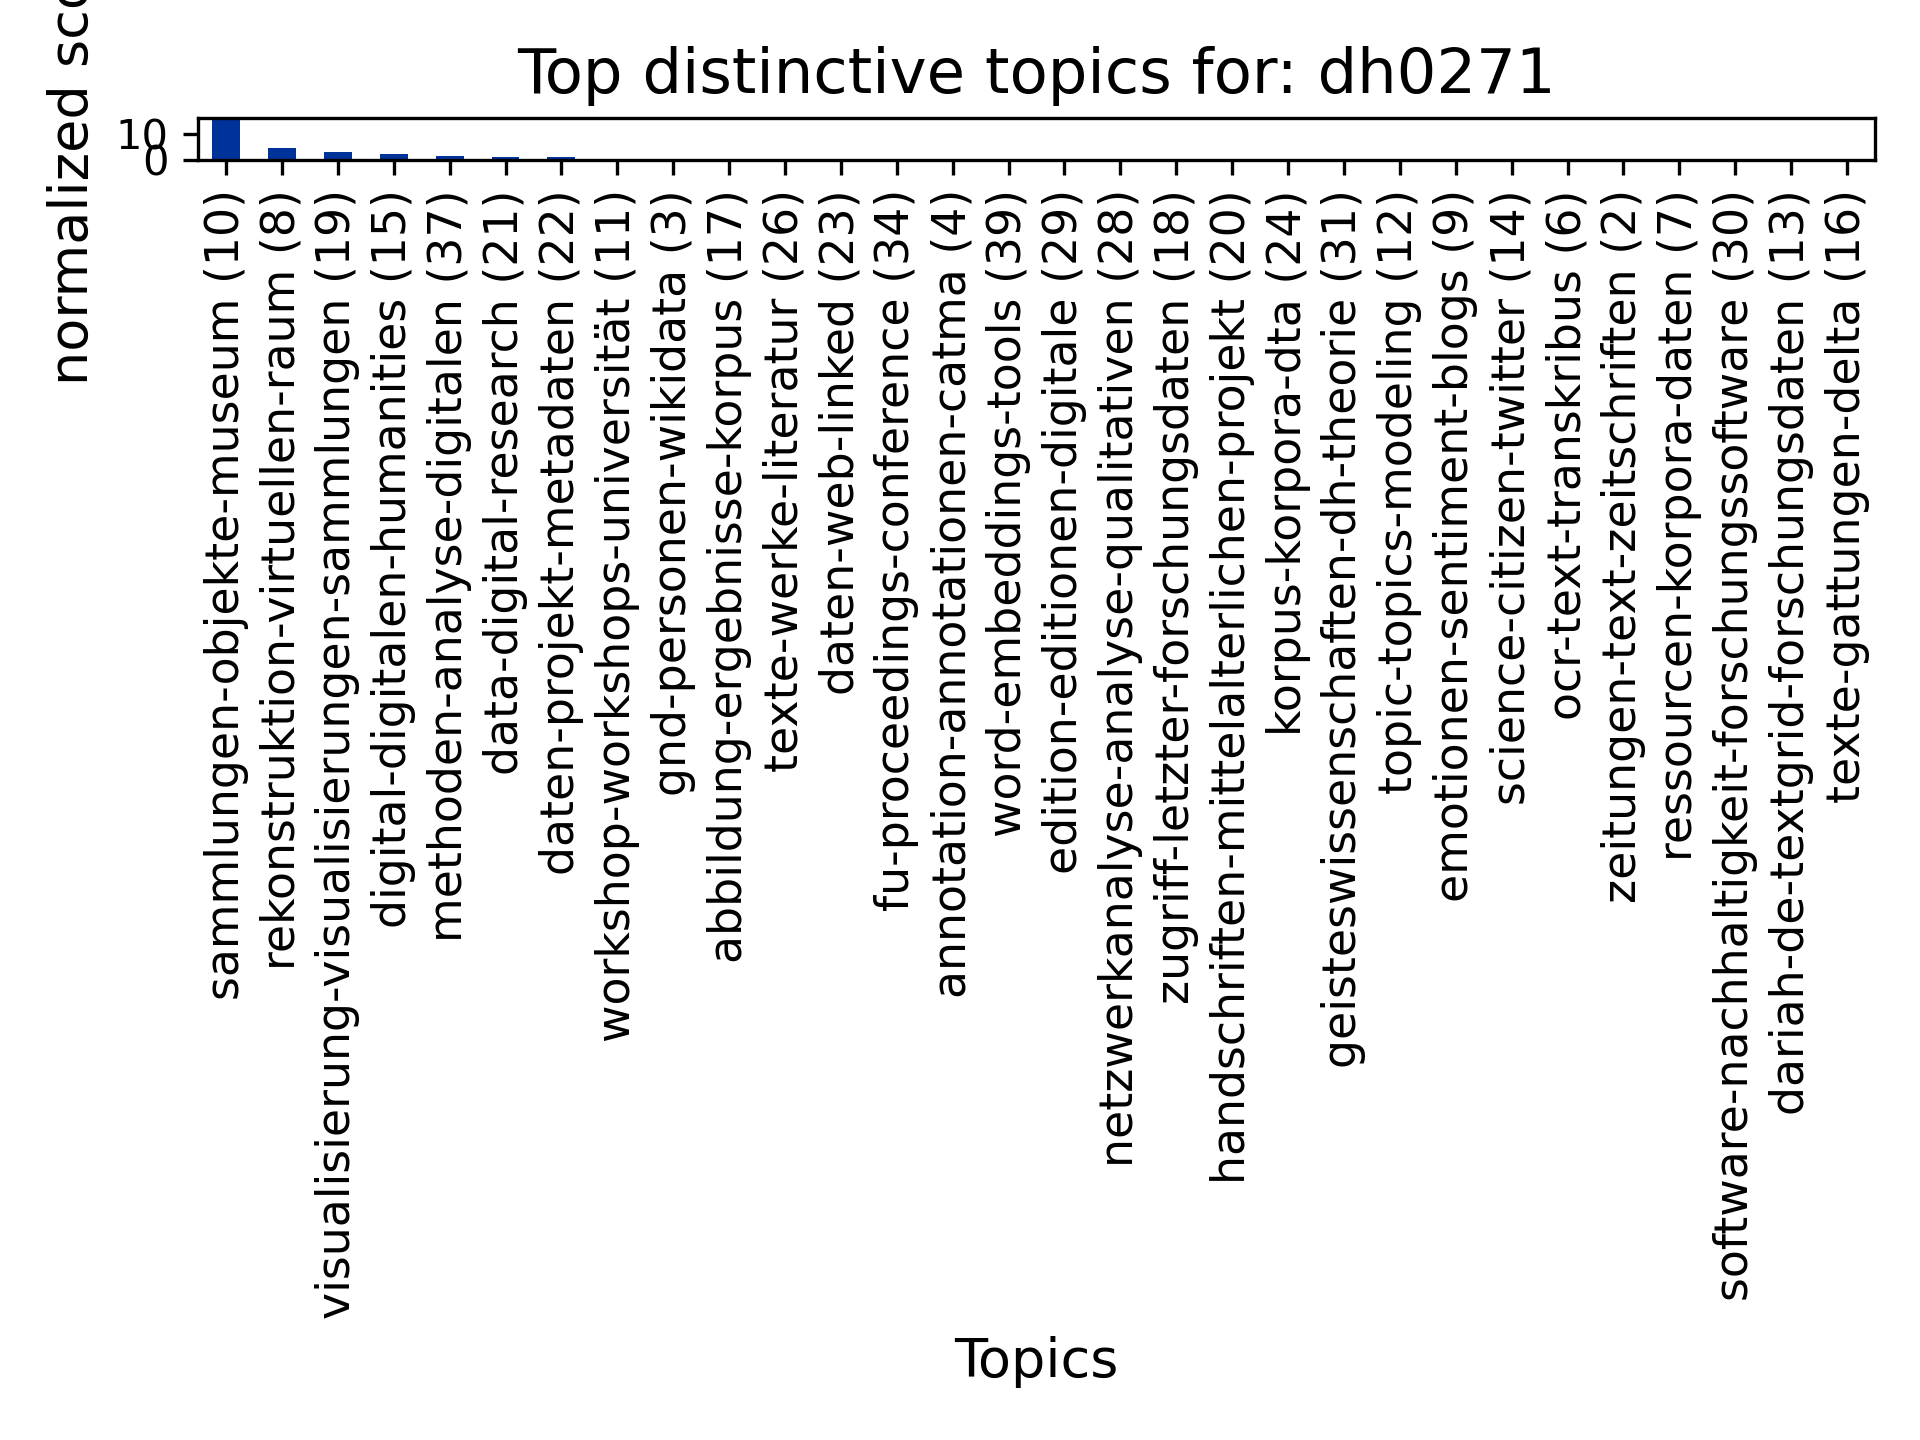 Top distinctive topics for: dh0271
normalized sco
10
0
sammlungen-objekte-museum (10)
rekonstruktion-virtuellen-raum (8)
visualisierung-visualisierungen-sammlungen (19)
digital-digitalen-humanities (15)
methoden-analyse-digitalen (37)
data-digital-research (21)
daten-projekt-metadaten (22)
workshop-workshops-universität (11)
gnd-personen-wikidata (3)
abbildung-ergebnisse-korpus (17)
texte-werke-literatur (26)
daten-web-linked (23)
fu-proceedings-conference (34)
annotation-annotationen-catma (4)
word-embeddings-tools (39)
edition-editionen-digitale (29)
netzwerkanalyse-analyse-qualitativen (28)
zugriff-letzter-forschungsdaten (18)
handschriften-mittelalterlichen-projekt (20)
korpus-korpora-dta (24)
geisteswissenschaften-dh-theorie (31)
topic-topics-modeling (12)
emotionen-sentiment-blogs (9)
science-citizen-twitter (14)
ocr-text-transkribus (6)
zeitungen-text-zeitschriften (2)
ressourcen-korpora-daten (7)
software-nachhaltigkeit-forschungssoftware (30)
dariah-de-textgrid-forschungsdaten (13)
texte-gattungen-delta (16)
Topics